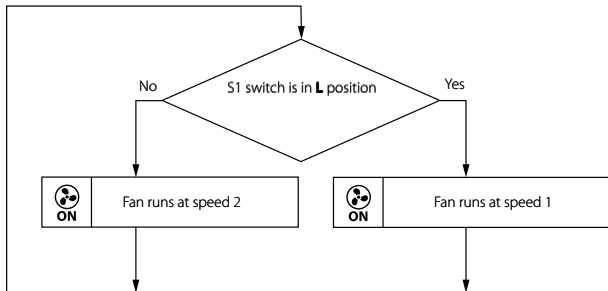 S1 switch is in L position
No
Yes
ON
Fan runs at speed 2
ON
Fan runs at speed 1